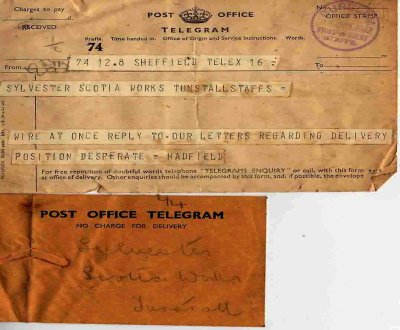 Charges to pay
POST OFFICE
OFFICE STAMP
RECEIVED
TELEGRAM
Prefix Time handed in. Office of Origin and Service Instructions. Words.
74
From
74 12.8 SHEFFIELD TELEX 16 =
SYLVESTER SCOTIA WORKS TUNSTALLSTAFFS =
WIRE AT ONCE REPLY TO OUR LETTERS REGARDING DELIVERY
POSITION DESPERATE = HADFIELD
For free repetition of doubtful words telephone "TELEGRAMS ENQUIRY" or call, with this form
at office of delivery. Other enquiries should be accompanied by this form, and, if possible, the envelope
POST OFFICE TELEGRAM
NO CHARGE FOR DELIVERY
Sylvester
Scotia Works
Tunstall